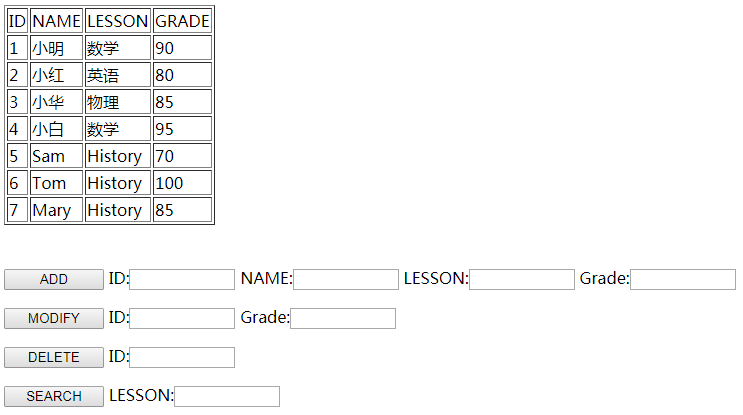 ID NAME LESSON GRADE
1 小明 数学 90
2 小红 英语 80
3 小华 物理 85
4 小白 数学 95
5 Sam History 70
6 Tom History 100
7 Mary History 85
ADD ID: NAME: LESSON: Grade:
MODIFY ID: Grade:
DELETE ID:
SEARCH LESSON: